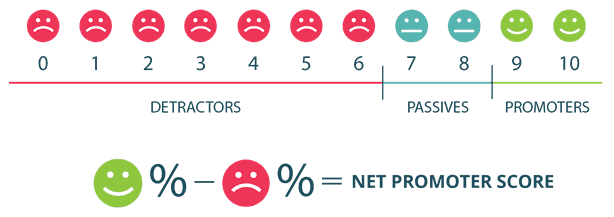 0 1 2 3 4 5 6 7 8 9 10
DETRACTORS PASSIVES PROMOTERS
% – % = NET PROMOTER SCORE